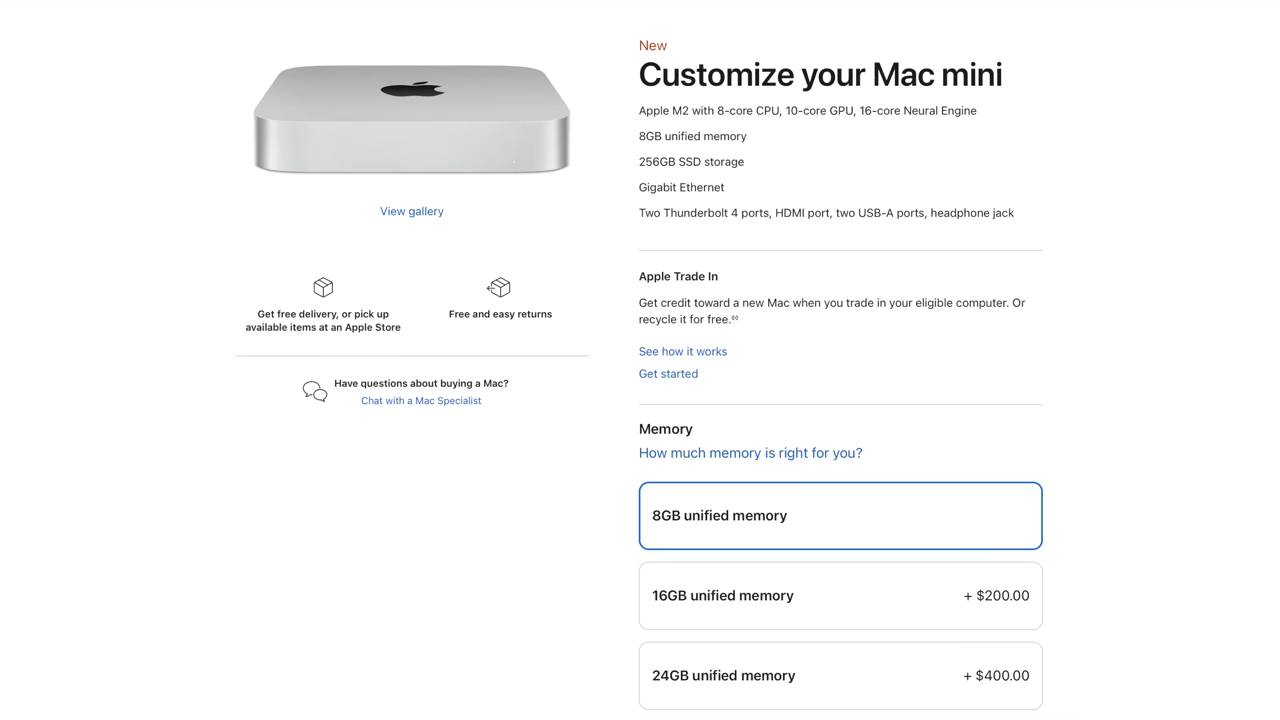 New
Customize your Mac mini
Apple M2 with 8-core CPU, 10-core GPU, 16-core Neural Engine
8GB unified memory
256GB SSD storage
Gigabit Ethernet
Two Thunderbolt 4 ports, HDMI port, two USB-A ports, headphone jack
View gallery
Get free delivery, or pick up
available items at an Apple Store
Free and easy returns
Have questions about buying a Mac?
Chat with a Mac Specialist
Apple Trade In
Get credit toward a new Mac when you trade in your eligible computer. Or
recycle it for free.◊◊
See how it works
Get started
Memory
How much memory is right for you?
8GB unified memory
16GB unified memory + $200.00
24GB unified memory + $400.00